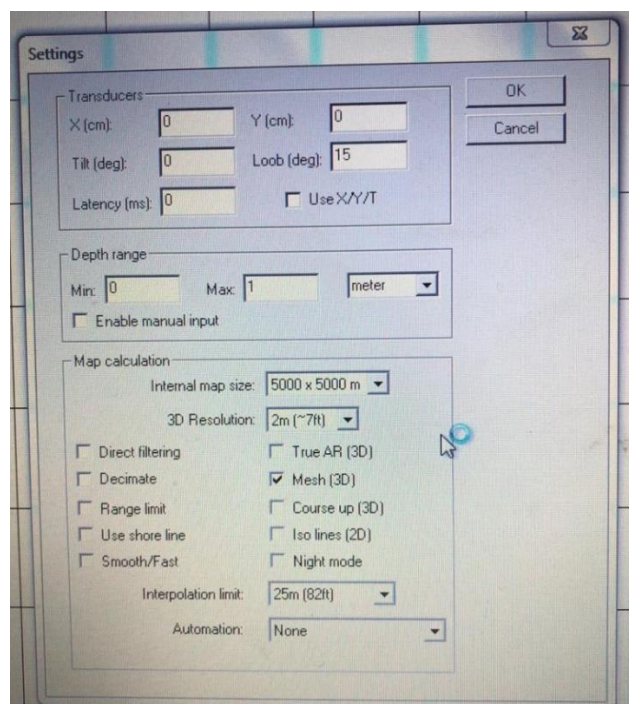 Settings
OK
Cancel
Transducers
X (cm): 0 Y (cm): 0
Tilt (deg): 0 Loob (deg): 15
Latency (ms): 0 Use X/Y/T
Depth range
Min: 0 Max: 1 meter
Enable manual input
Map calculation
Internal map size: 5000 x 5000 m
3D Resolution: 2m (~7ft)
Direct filtering True AR (3D)
Decimate Mesh (3D)
Range limit Course up (3D)
Use shore line Iso lines (2D)
Smooth/Fast Night mode
Interpolation limit: 25m (82ft)
Automation: None